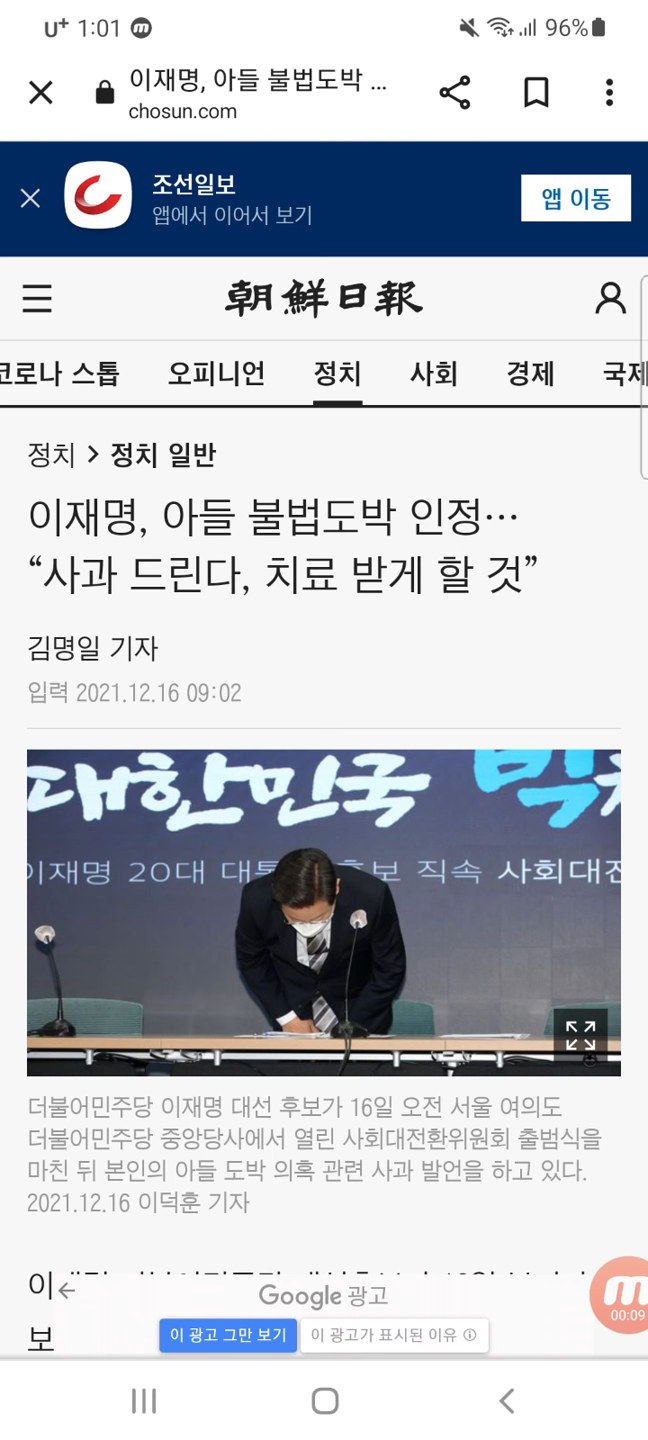 U+ 1:01 m 96%
이재명, 아들 불법도박 ...
chosun.com
조선일보
앱에서 이어서 보기
앱 이동
朝鮮日報
코로나 스톱 오피니언 정치 사회 경제 국제
정치 > 정치 일반
이재명, 아들 불법도박 인정…
“사과 드린다, 치료 받게 할 것”
김명일 기자
입력 2021.12.16 09:02
대한민국
이재명 20대 직속 사회대전
더불어민주당 이재명 대선 후보가 16일 오전 서울 여의도
더불어민주당 중앙당사에서 열린 사회대전환위원회 출범식을
마친 뒤 본인의 아들 도박 의혹 관련 사과 발언을 하고 있다.
2021.12.16 이덕훈 기자
이
Google 광고
보
이 광고 그만 보기 이 광고가 표시된 이유
m
00:09